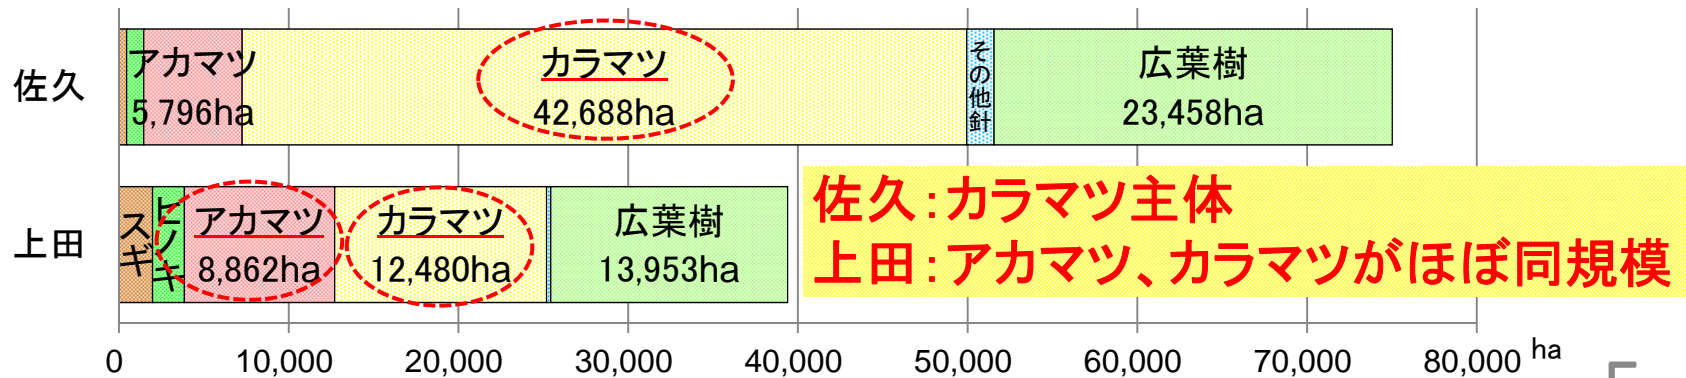 佐久
アカマツ
5,796ha
カラマツ
42,688ha
その他針
広葉樹
23,458ha
上田
スギ
ヒノキ
アカマツ
8,862ha
カラマツ
12,480ha
広葉樹
13,953ha
佐久:カラマツ主体
上田:アカマツ、カラマツがほぼ同規模
0 10,000 20,000 30,000 40,000 50,000 60,000 70,000 80,000 ha